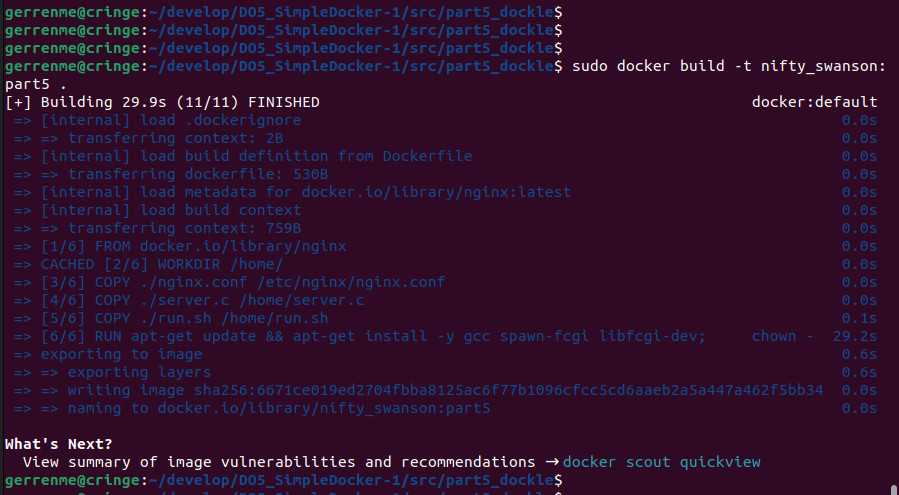 gerrenme@cringe:~/develop/DO5_SimpleDocker-1/src/part5_dockle$
gerrenme@cringe:~/develop/DO5_SimpleDocker-1/src/part5_dockle$
gerrenme@cringe:~/develop/DO5_SimpleDocker-1/src/part5_dockle$
gerrenme@cringe:~/develop/DO5_SimpleDocker-1/src/part5_dockle$ sudo docker build -t nifty_swanson:
part5 .
[+] Building 29.9s (11/11) FINISHED docker:default
=> [internal] load .dockerignore 0.0s
=> => transferring context: 2B 0.0s
=> [internal] load build definition from Dockerfile 0.0s
=> => transferring dockerfile: 530B 0.0s
=> [internal] load metadata for docker.io/library/nginx:latest 0.0s
=> [internal] load build context 0.0s
=> => transferring context: 759B 0.0s
=> [1/6] FROM docker.io/library/nginx 0.0s
=> CACHED [2/6] WORKDIR /home/ 0.0s
=> [3/6] COPY ./nginx.conf /etc/nginx/nginx.conf 0.0s
=> [4/6] COPY ./server.c /home/server.c 0.0s
=> [5/6] COPY ./run.sh /home/run.sh 0.1s
=> [6/6] RUN apt-get update && apt-get install -y gcc spawn-fcgi libfcgi-dev; chown - 29.2s
=> exporting to image 0.6s
=> => exporting layers 0.6s
=> => writing image sha256:6671ce019ed2704fbba8125ac6f77b1096cfcc5cd6aaeb2a5a447a462f5bb34 0.0s
=> => naming to docker.io/library/nifty_swanson:part5 0.0s
What's Next?
View summary of image vulnerabilities and recommendations → docker scout quickview
gerrenme@cringe:~/develop/DO5_SimpleDocker-1/src/part5_dockle$
gerrenme@cringe:~/develop/DO5_SimpleDocker-1/src/part5_dockle$